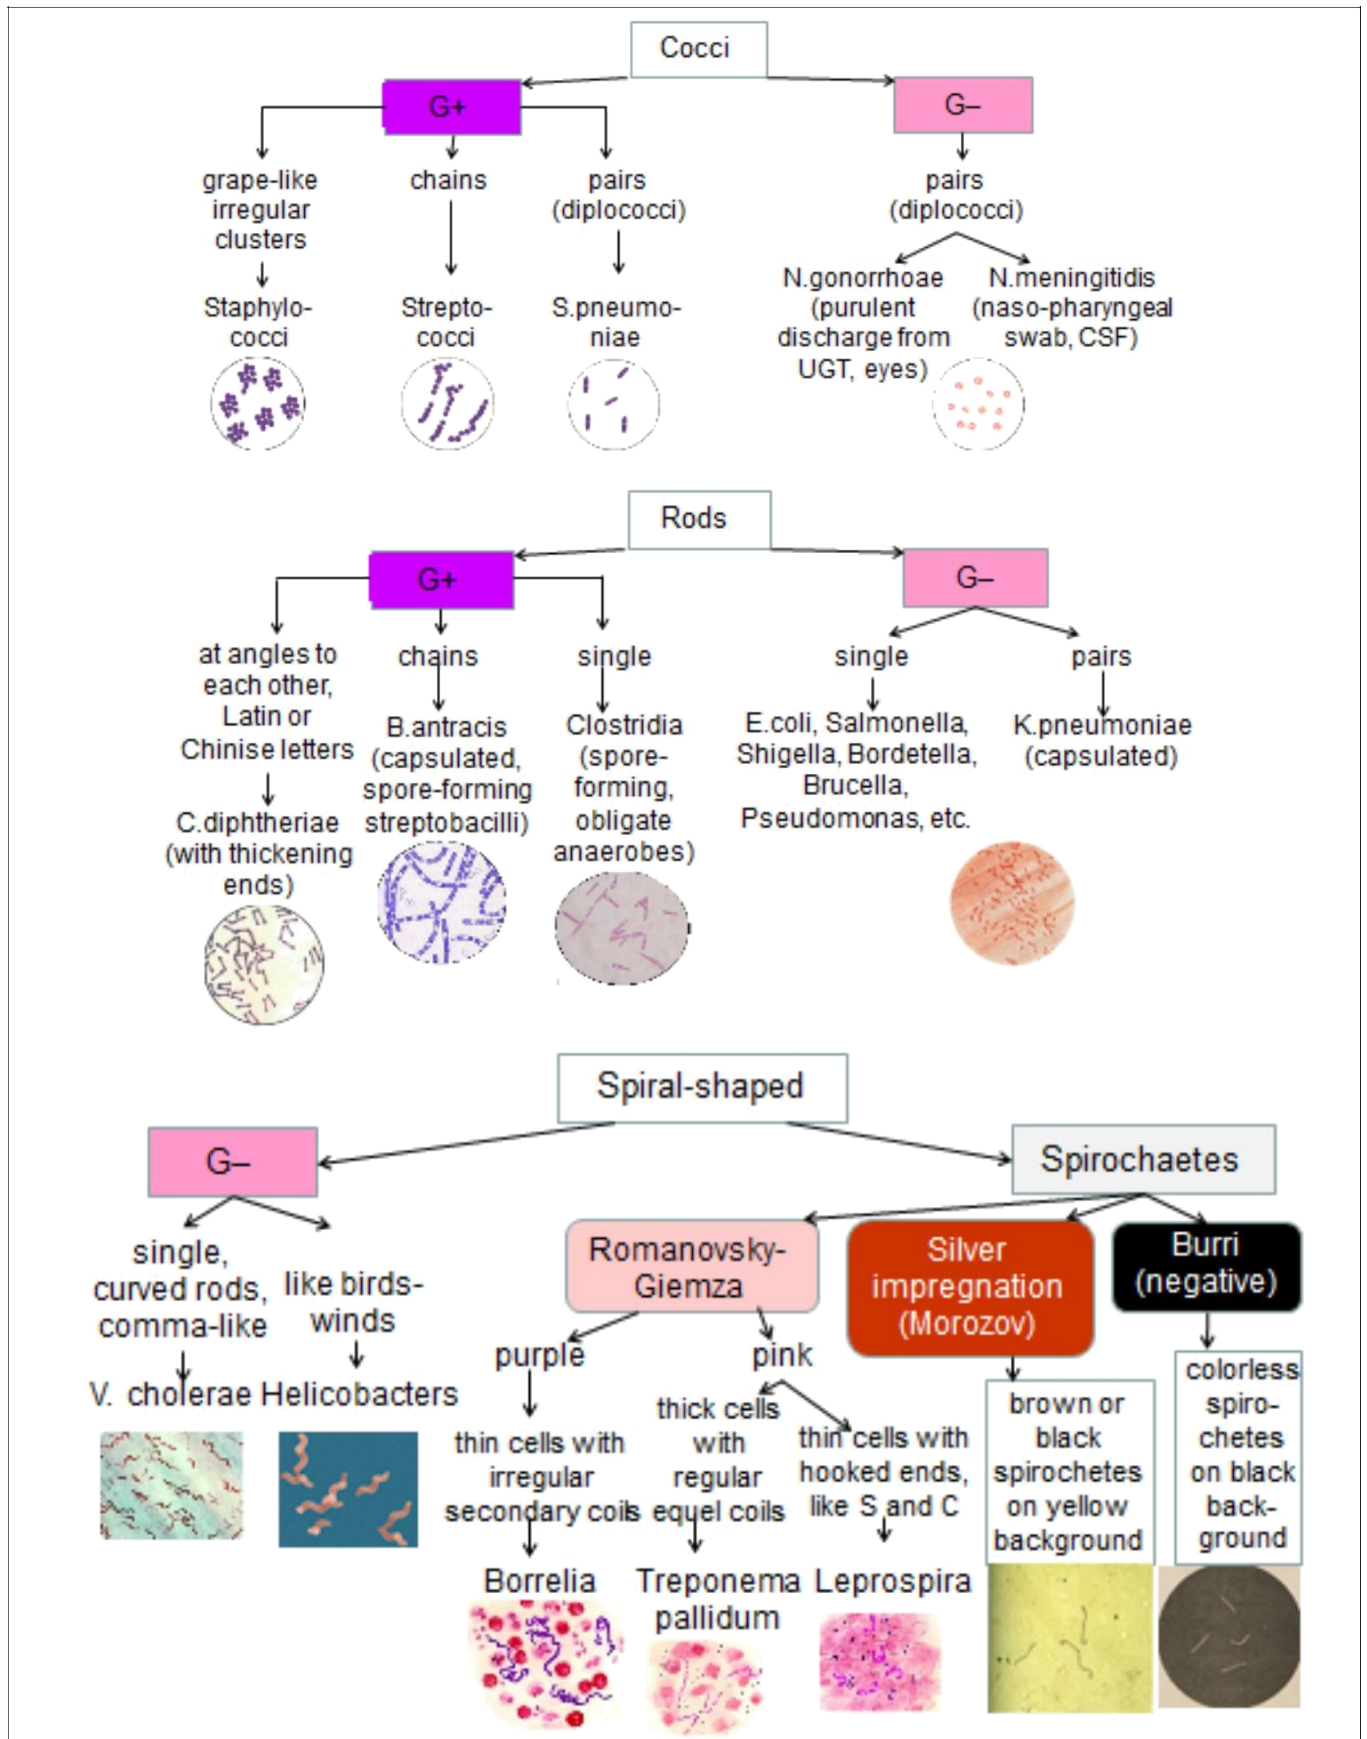 Cocci
G+
G–
grape-like
irregular
clusters
chains
pairs
(diplococci)
pairs
(diplococci)
Staphylo-
cocci
Strepto-
cocci
S.pneumo-
niae
N.gonorrhoae
(purulent
discharge from
UGT, eyes)
N.meningitidis
(naso-pharyngeal
swab, CSF)
Rods
G+
G–
at angles to
each other,
Latin or
Chinise letters
chains
single
single
pairs
C.diphtheriae
(with thickening
ends)
B.antracis
(capsulated,
spore-forming
streptobacilli)
Clostridia
(spore-
forming,
obligate
anaerobes)
E.coli, Salmonella,
Shigella, Bordetella,
Brucella,
Pseudomonas, etc.
K.pneumoniae
(capsulated)
Spiral-shaped
G–
Spirochaetes
single,
curved rods,
comma-like
like birds-
winds
V. cholerae
Helicobacters
Romanovsky-
Giemza
Silver
impregnation
(Morozov)
Burri
(negative)
purple
pink
thin cells with
irregular
secondary coils
thick cells
with
regular
equel coils
thin cells with
hooked ends,
like S and C
brown or
black
spirochetes
on yellow
background
colorless
spiro-
chetes
on black
back-
ground
Borrelia
Treponema
pallidum
Leprospira